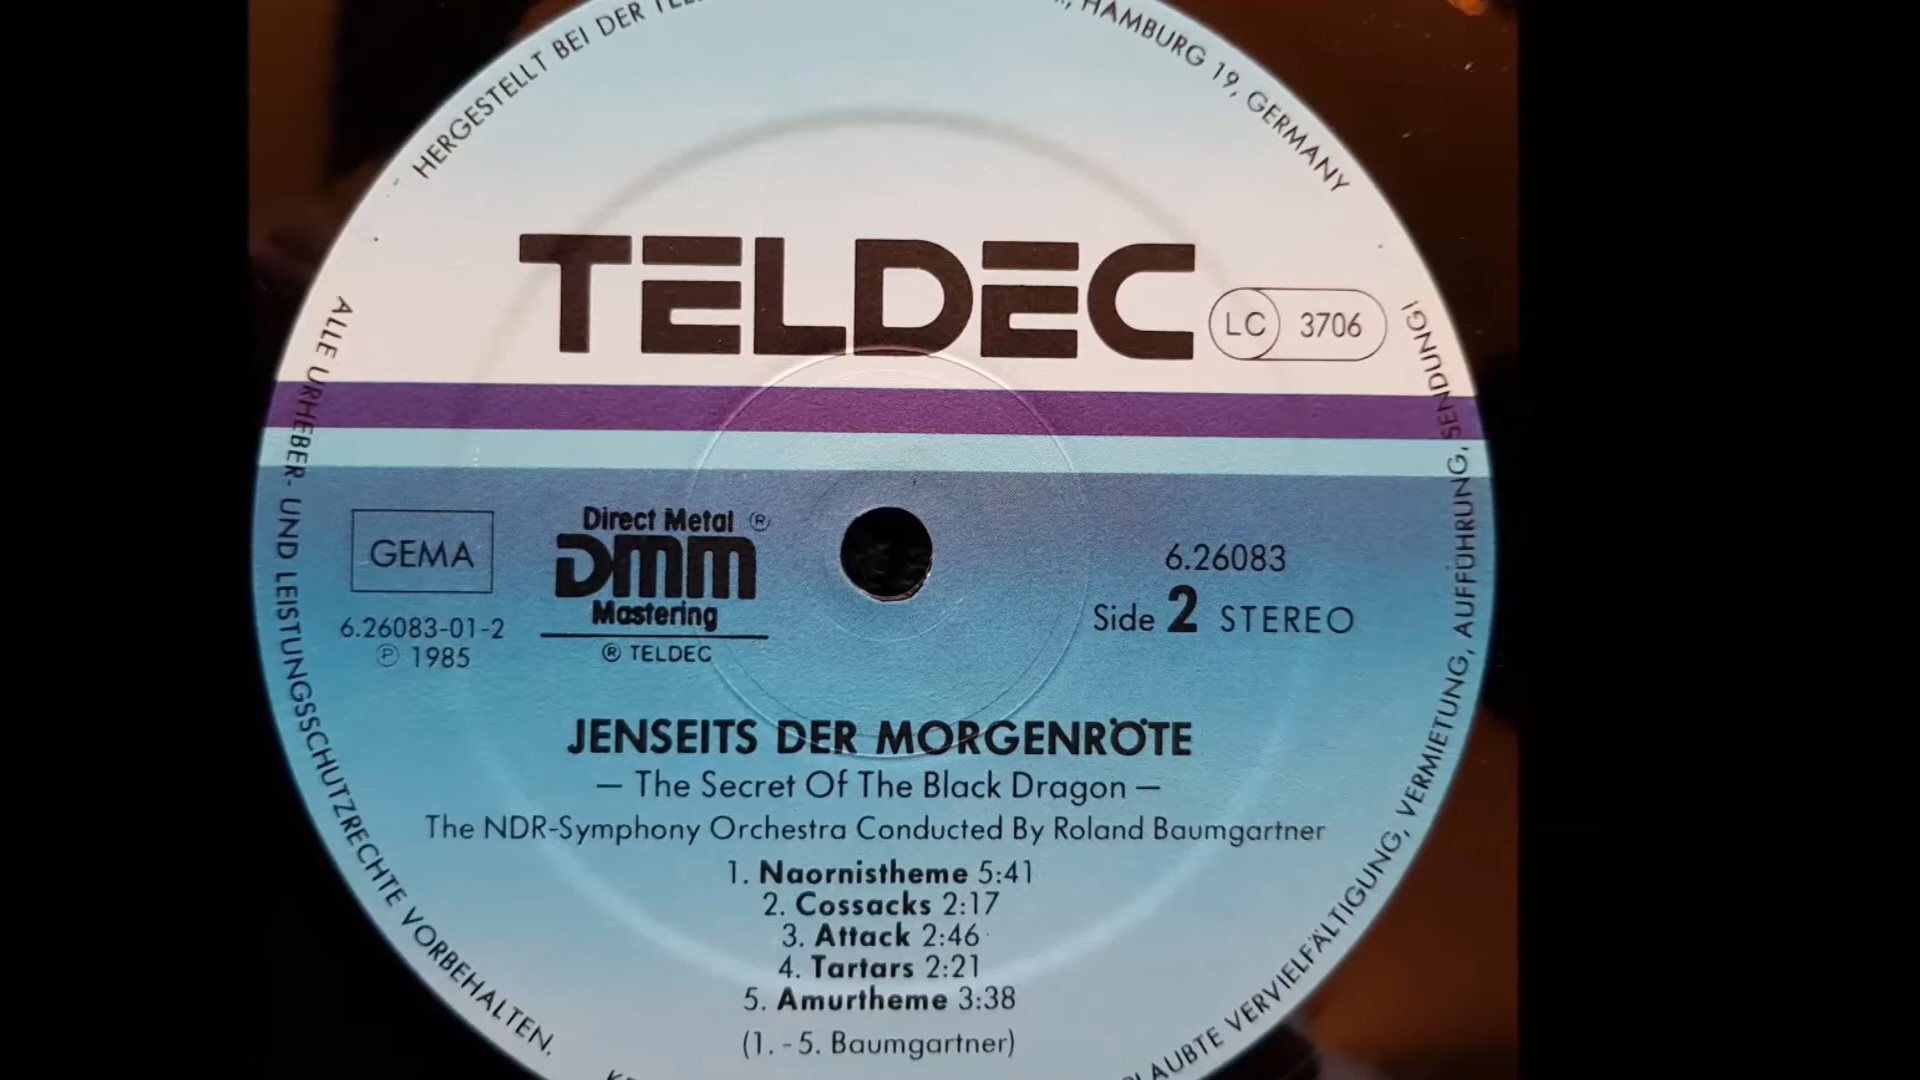 HERGESTELLT BEI DER
HAMBURG 19, GERMANY
TELDEC
LC 3706
ALLE URHEBER- UND LEISTUNGSSCHUTZRECHTE VORBEHALTEN.
LAUBTE VERVIELFÄLTIGUNG, VERMIETUNG, AUFFÜHRUNG, SENDUNG!
GEMA
6.26083-01-2
℗ 1985
Direct Metal ®
DMM
Mastering
® TELDEC
6.26083
Side 2 STEREO
JENSEITS DER MORGENRÖTE
— The Secret Of The Black Dragon —
The NDR-Symphony Orchestra Conducted By Roland Baumgartner
1. Naornistheme 5:41
2. Cossacks 2:17
3. Attack 2:46
4. Tartars 2:21
5. Amurtheme 3:38
(1. - 5. Baumgartner)